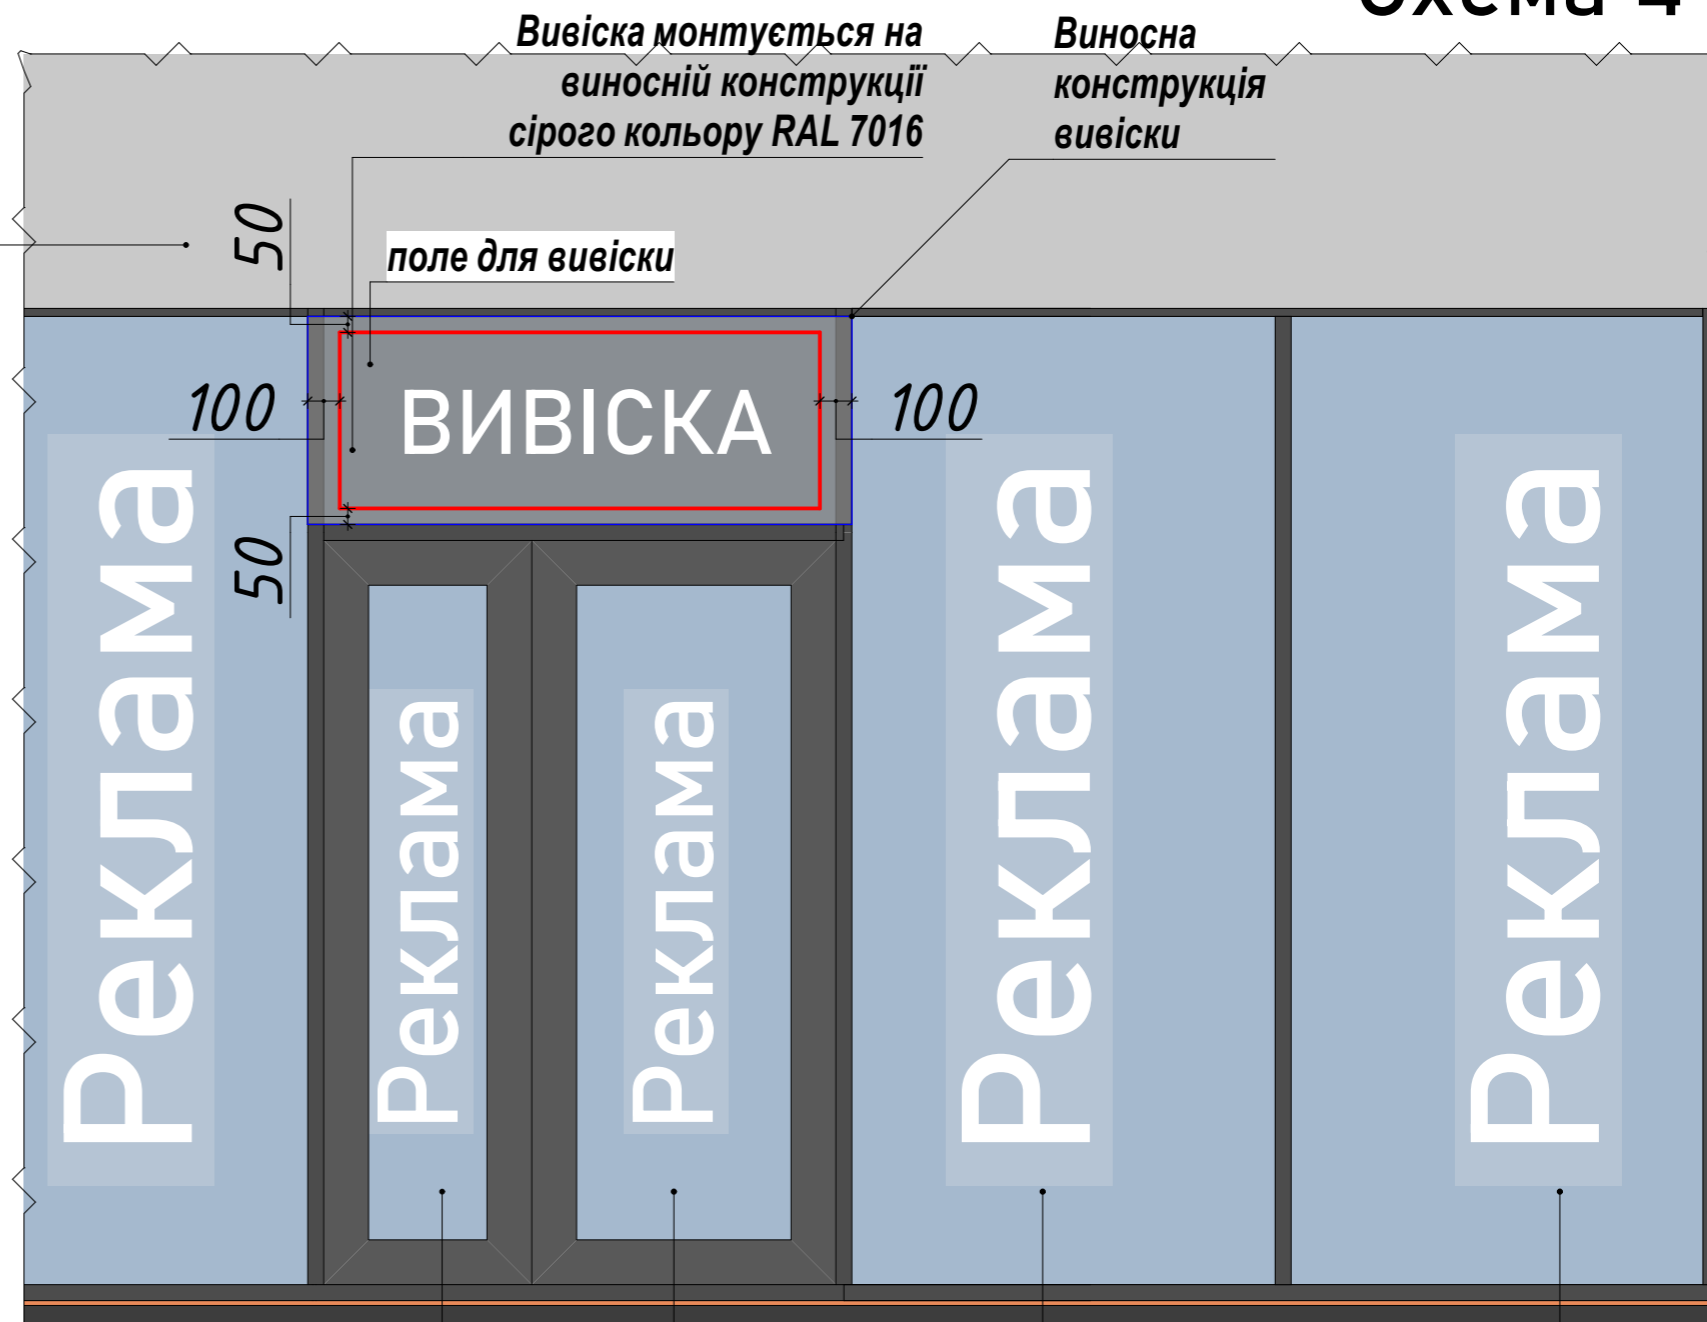 Схема 4
Вивіска монтується на
виносній конструкції
сірого кольору RAL 7016
Виносна
конструкція
вивіски
50
поле для вивіски
100
ВИВІСКА
100
50
Реклама
Реклама
Реклама
Реклама
Реклама